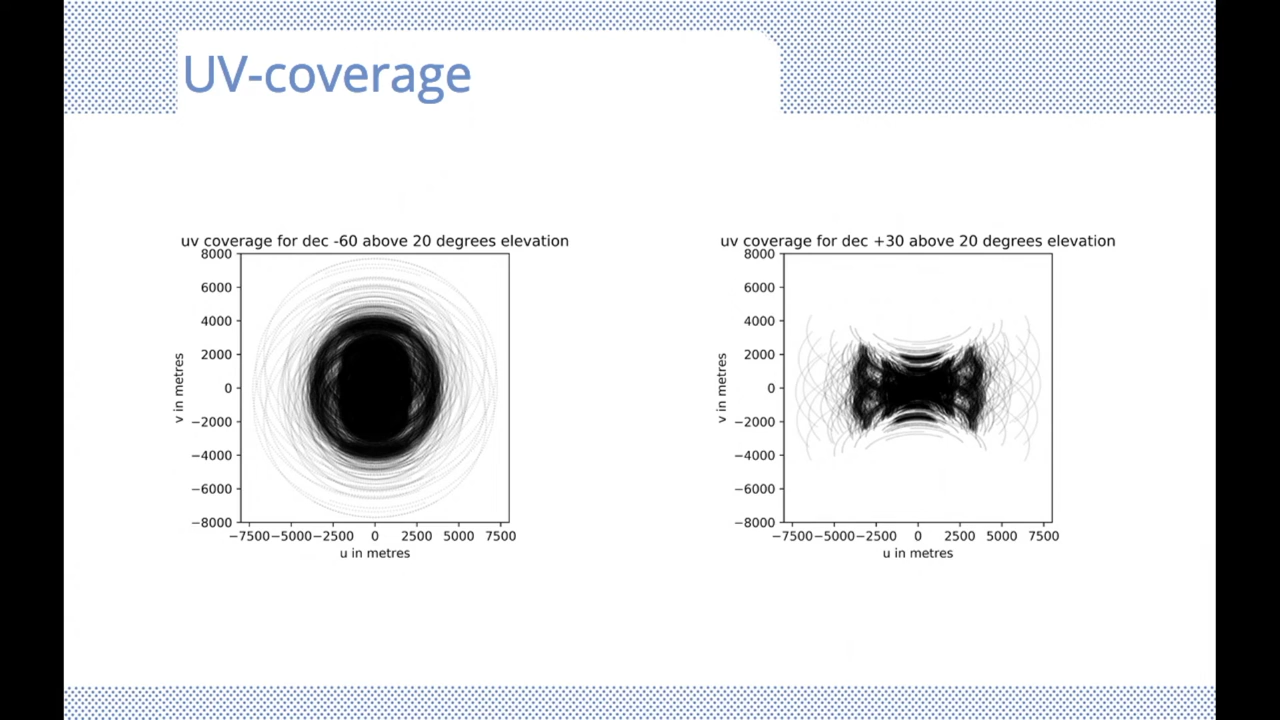 UV-coverage
uv coverage for dec -60 above 20 degrees elevation
8000
6000
4000
2000
0
−2000
−4000
−6000
−8000
v in metres
−7500−5000−2500 0 2500 5000 7500
u in metres
uv coverage for dec +30 above 20 degrees elevation
8000
6000
4000
2000
0
−2000
−4000
−6000
−8000
v in metres
−7500−5000−2500 0 2500 5000 7500
u in metres